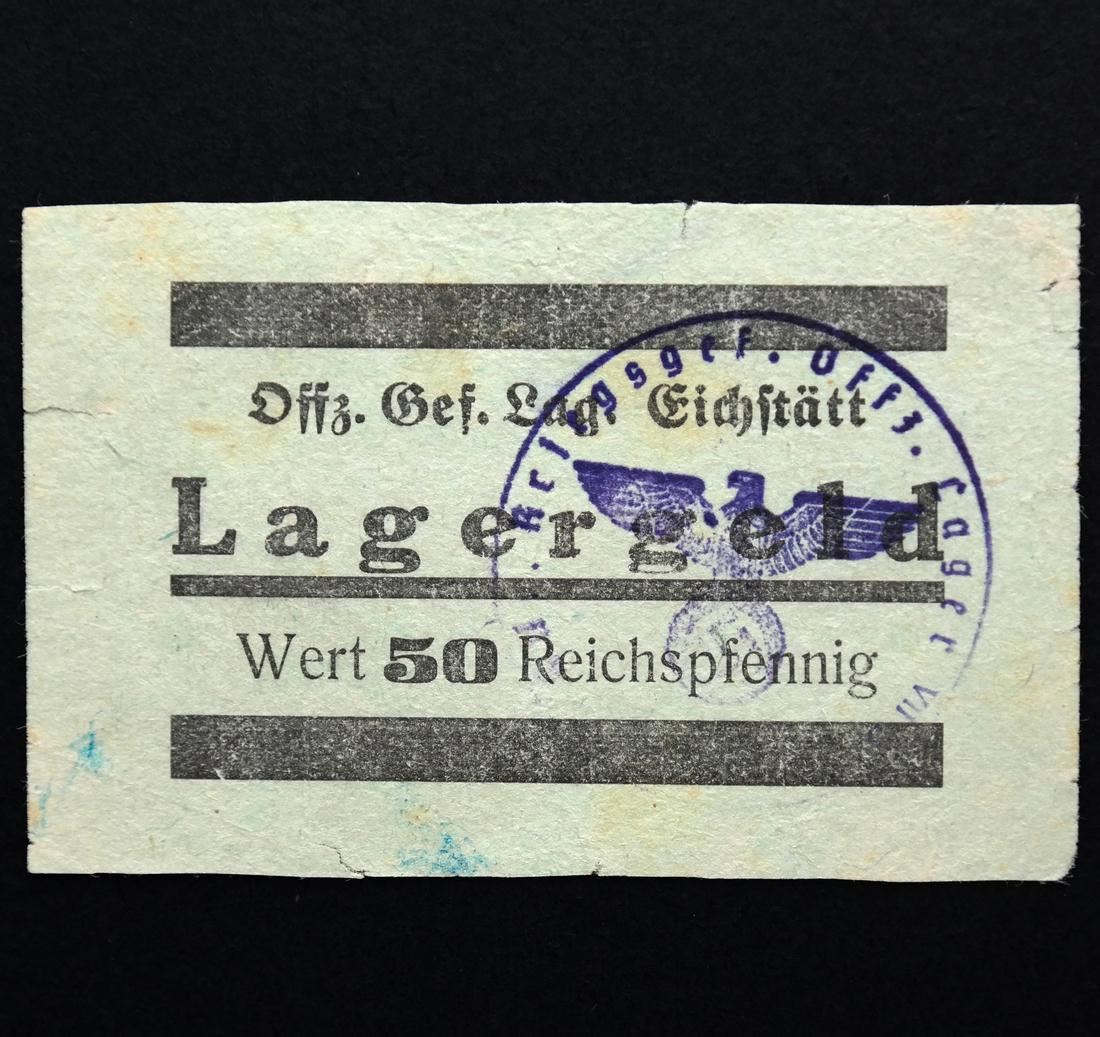 Offz. Gef. Lag. Eichstätt
Lagergeld
Wert 50 Reichspfennig
Kriegsgef. Offz. Lager VII